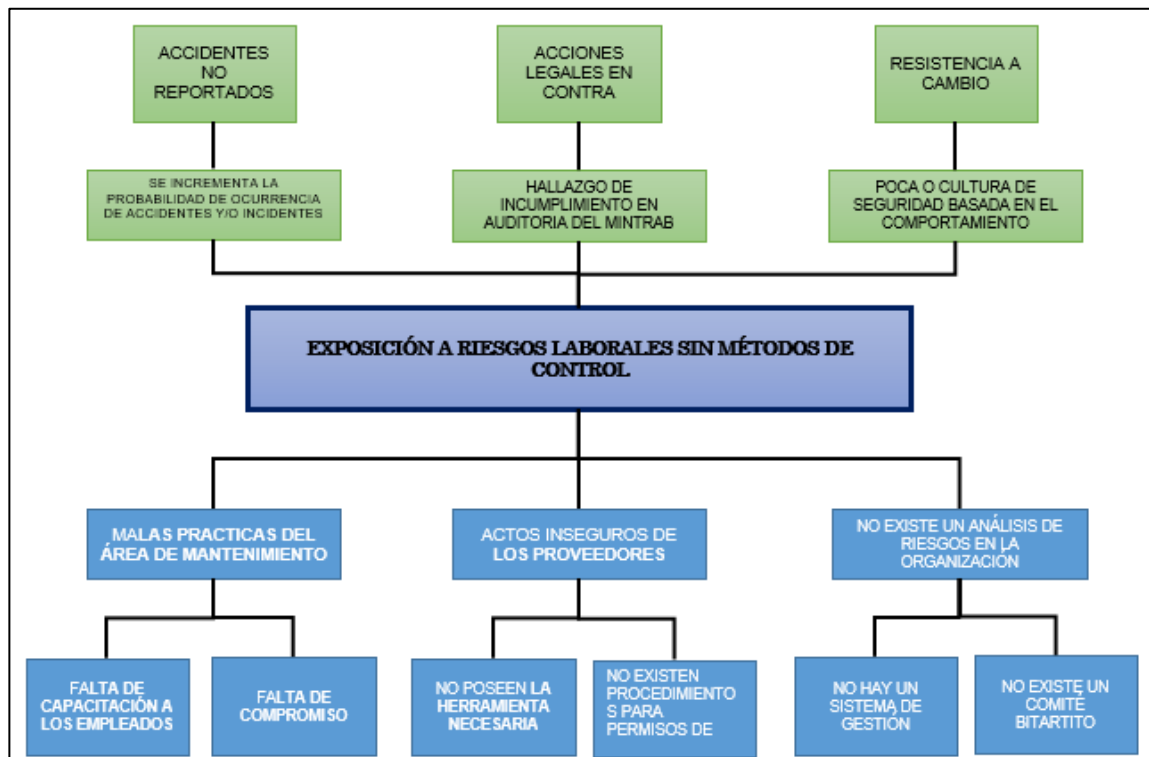 ACCIDENTES
NO
REPORTADOS
ACCIONES
LEGALES EN
CONTRA
RESISTENCIA A
CAMBIO
SE INCREMENTA LA
PROBABILIDAD DE OCURRENCIA
DE ACCIDENTES Y/O INCIDENTES
HALLAZGO DE
INCUMPLIMIENTO EN
AUDITORIA DEL MINTRAB
POCA O CULTURA DE
SEGURIDAD BASADA EN EL
COMPORTAMIENTO
EXPOSICIÓN A RIESGOS LABORALES SIN MÉTODOS DE
CONTROL
MALAS PRACTICAS DEL
ÁREA DE MANTENIMIENTO
ACTOS INSEGUROS DE
LOS PROVEEDORES
NO EXISTE UN ANÁLISIS DE
RIESGOS EN LA
ORGANIZACIÓN
FALTA DE
CAPACITACIÓN A
LOS EMPLEADOS
FALTA DE
COMPROMISO
NO POSEEN LA
HERRAMIENTA
NECESARIA
NO EXISTEN
PROCEDIMIENTO
S PARA
PERMISOS DE
NO HAY UN
SISTEMA DE
GESTIÓN
NO EXISTE UN
COMITÉ
BITARTITO